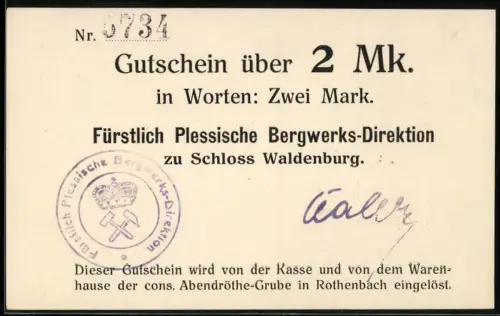 Nr. 5734
Gutschein über 2 Mk.
in Worten: Zwei Mark.
Fürstlich Plessische Bergwerks-Direktion
zu Schloss Waldenburg.
Fürstlich Plessische Bergwerks-Direktion
Dieser Gutschein wird von der Kasse und von dem Waren-
hause der cons. Abendröthe-Grube in Rothenbach eingelöst.